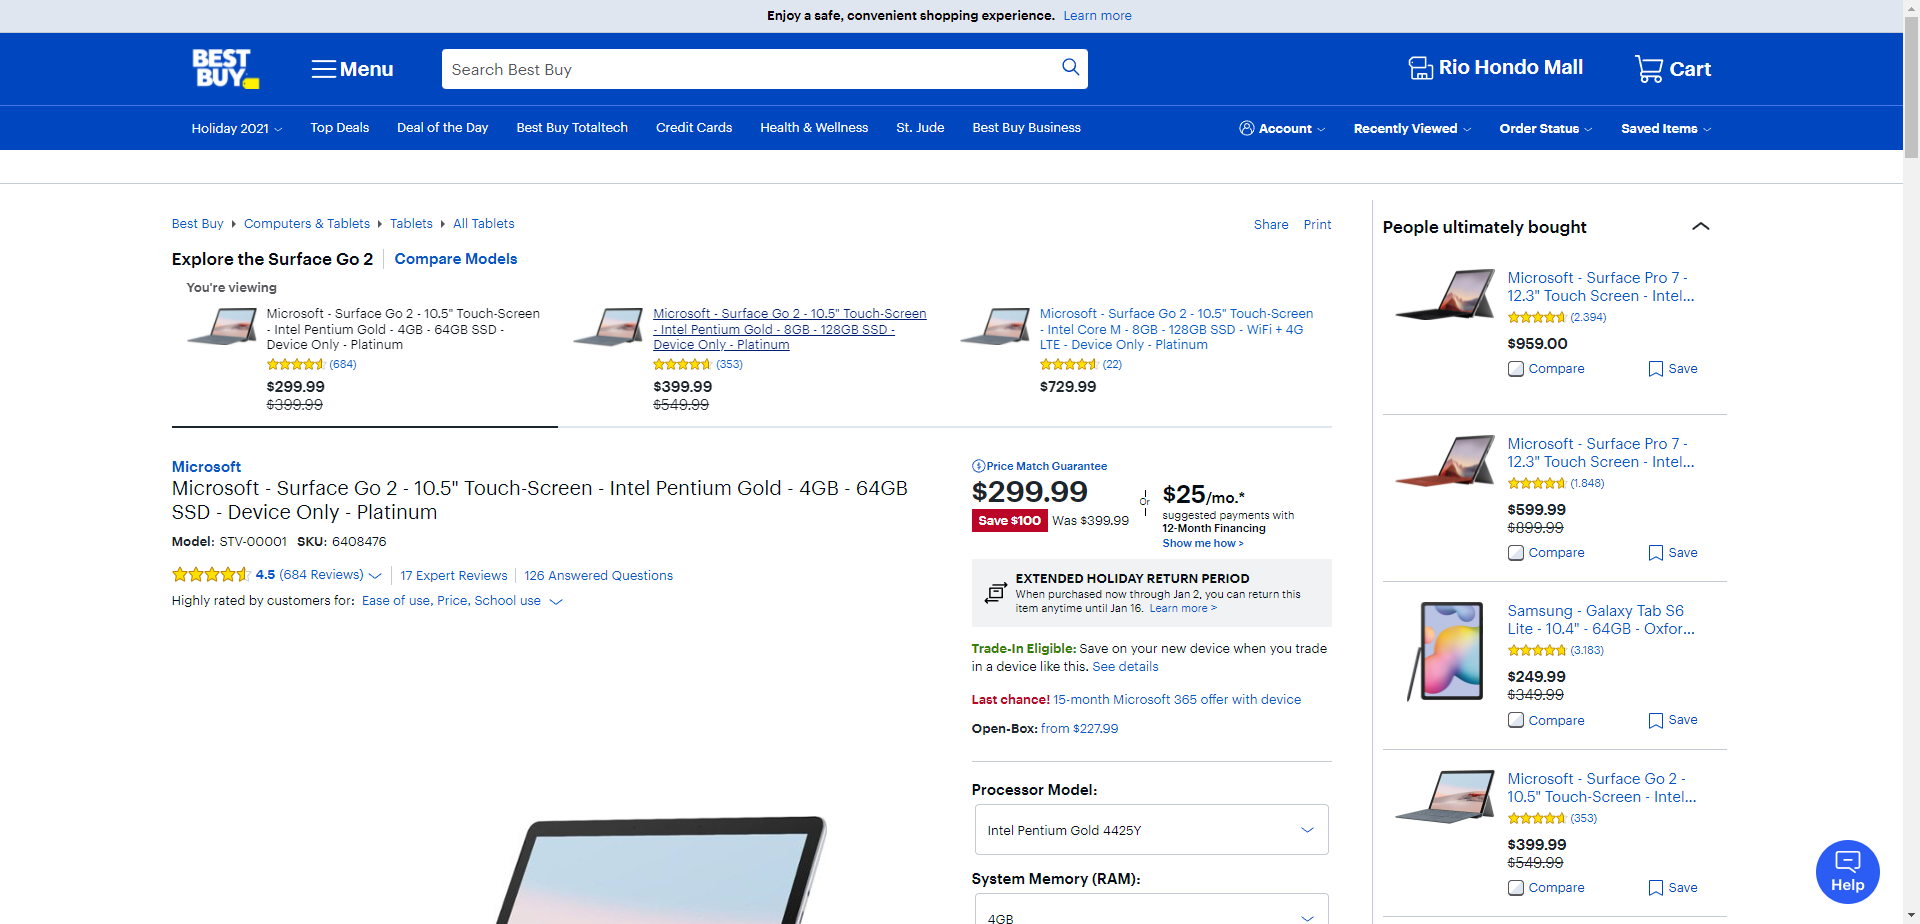 Enjoy a safe, convenient shopping experience. Learn more
BEST BUY
Menu
Search Best Buy
Rio Hondo Mall
Cart
Holiday 2021
Top Deals
Deal of the Day
Best Buy Totaltech
Credit Cards
Health & Wellness
St. Jude
Best Buy Business
Account
Recently Viewed
Order Status
Saved Items
Best Buy
Computers & Tablets
Tablets
All Tablets
Share
Print
Explore the Surface Go 2
Compare Models
You're viewing
Microsoft - Surface Go 2 - 10.5" Touch-Screen
- Intel Pentium Gold - 4GB - 64GB SSD -
Device Only - Platinum
(684)
$299.99
$399.99
Microsoft - Surface Go 2 - 10.5" Touch-Screen
- Intel Pentium Gold - 8GB - 128GB SSD -
Device Only - Platinum
(353)
$399.99
$549.99
Microsoft - Surface Go 2 - 10.5" Touch-Screen
- Intel Core M - 8GB - 128GB SSD - WiFi + 4G
LTE - Device Only - Platinum
(22)
$729.99
Microsoft
Microsoft - Surface Go 2 - 10.5" Touch-Screen - Intel Pentium Gold - 4GB - 64GB
SSD - Device Only - Platinum
Model: STV-00001 SKU: 6408476
4.5 (684 Reviews)
17 Expert Reviews
126 Answered Questions
Highly rated by customers for: Ease of use, Price, School use
Price Match Guarantee
$299.99
Save $100 Was $399.99
Or
$25/mo.*
suggested payments with
12-Month Financing
Show me how >
EXTENDED HOLIDAY RETURN PERIOD
When purchased now through Jan 2, you can return this
item anytime until Jan 16. Learn more >
Trade-In Eligible: Save on your new device when you trade
in a device like this. See details
Last chance! 15-month Microsoft 365 offer with device
Open-Box: from $227.99
Processor Model:
Intel Pentium Gold 4425Y
System Memory (RAM):
4GB
People ultimately bought
Microsoft - Surface Pro 7 -
12.3" Touch Screen - Intel...
(2.394)
$959.00
Compare
Save
Microsoft - Surface Pro 7 -
12.3" Touch Screen - Intel...
(1.848)
$599.99
$899.99
Compare
Save
Samsung - Galaxy Tab S6
Lite - 10.4" - 64GB - Oxfor...
(3.183)
$249.99
$349.99
Compare
Save
Microsoft - Surface Go 2 -
10.5" Touch-Screen - Intel...
(353)
$399.99
$549.99
Compare
Save
Help